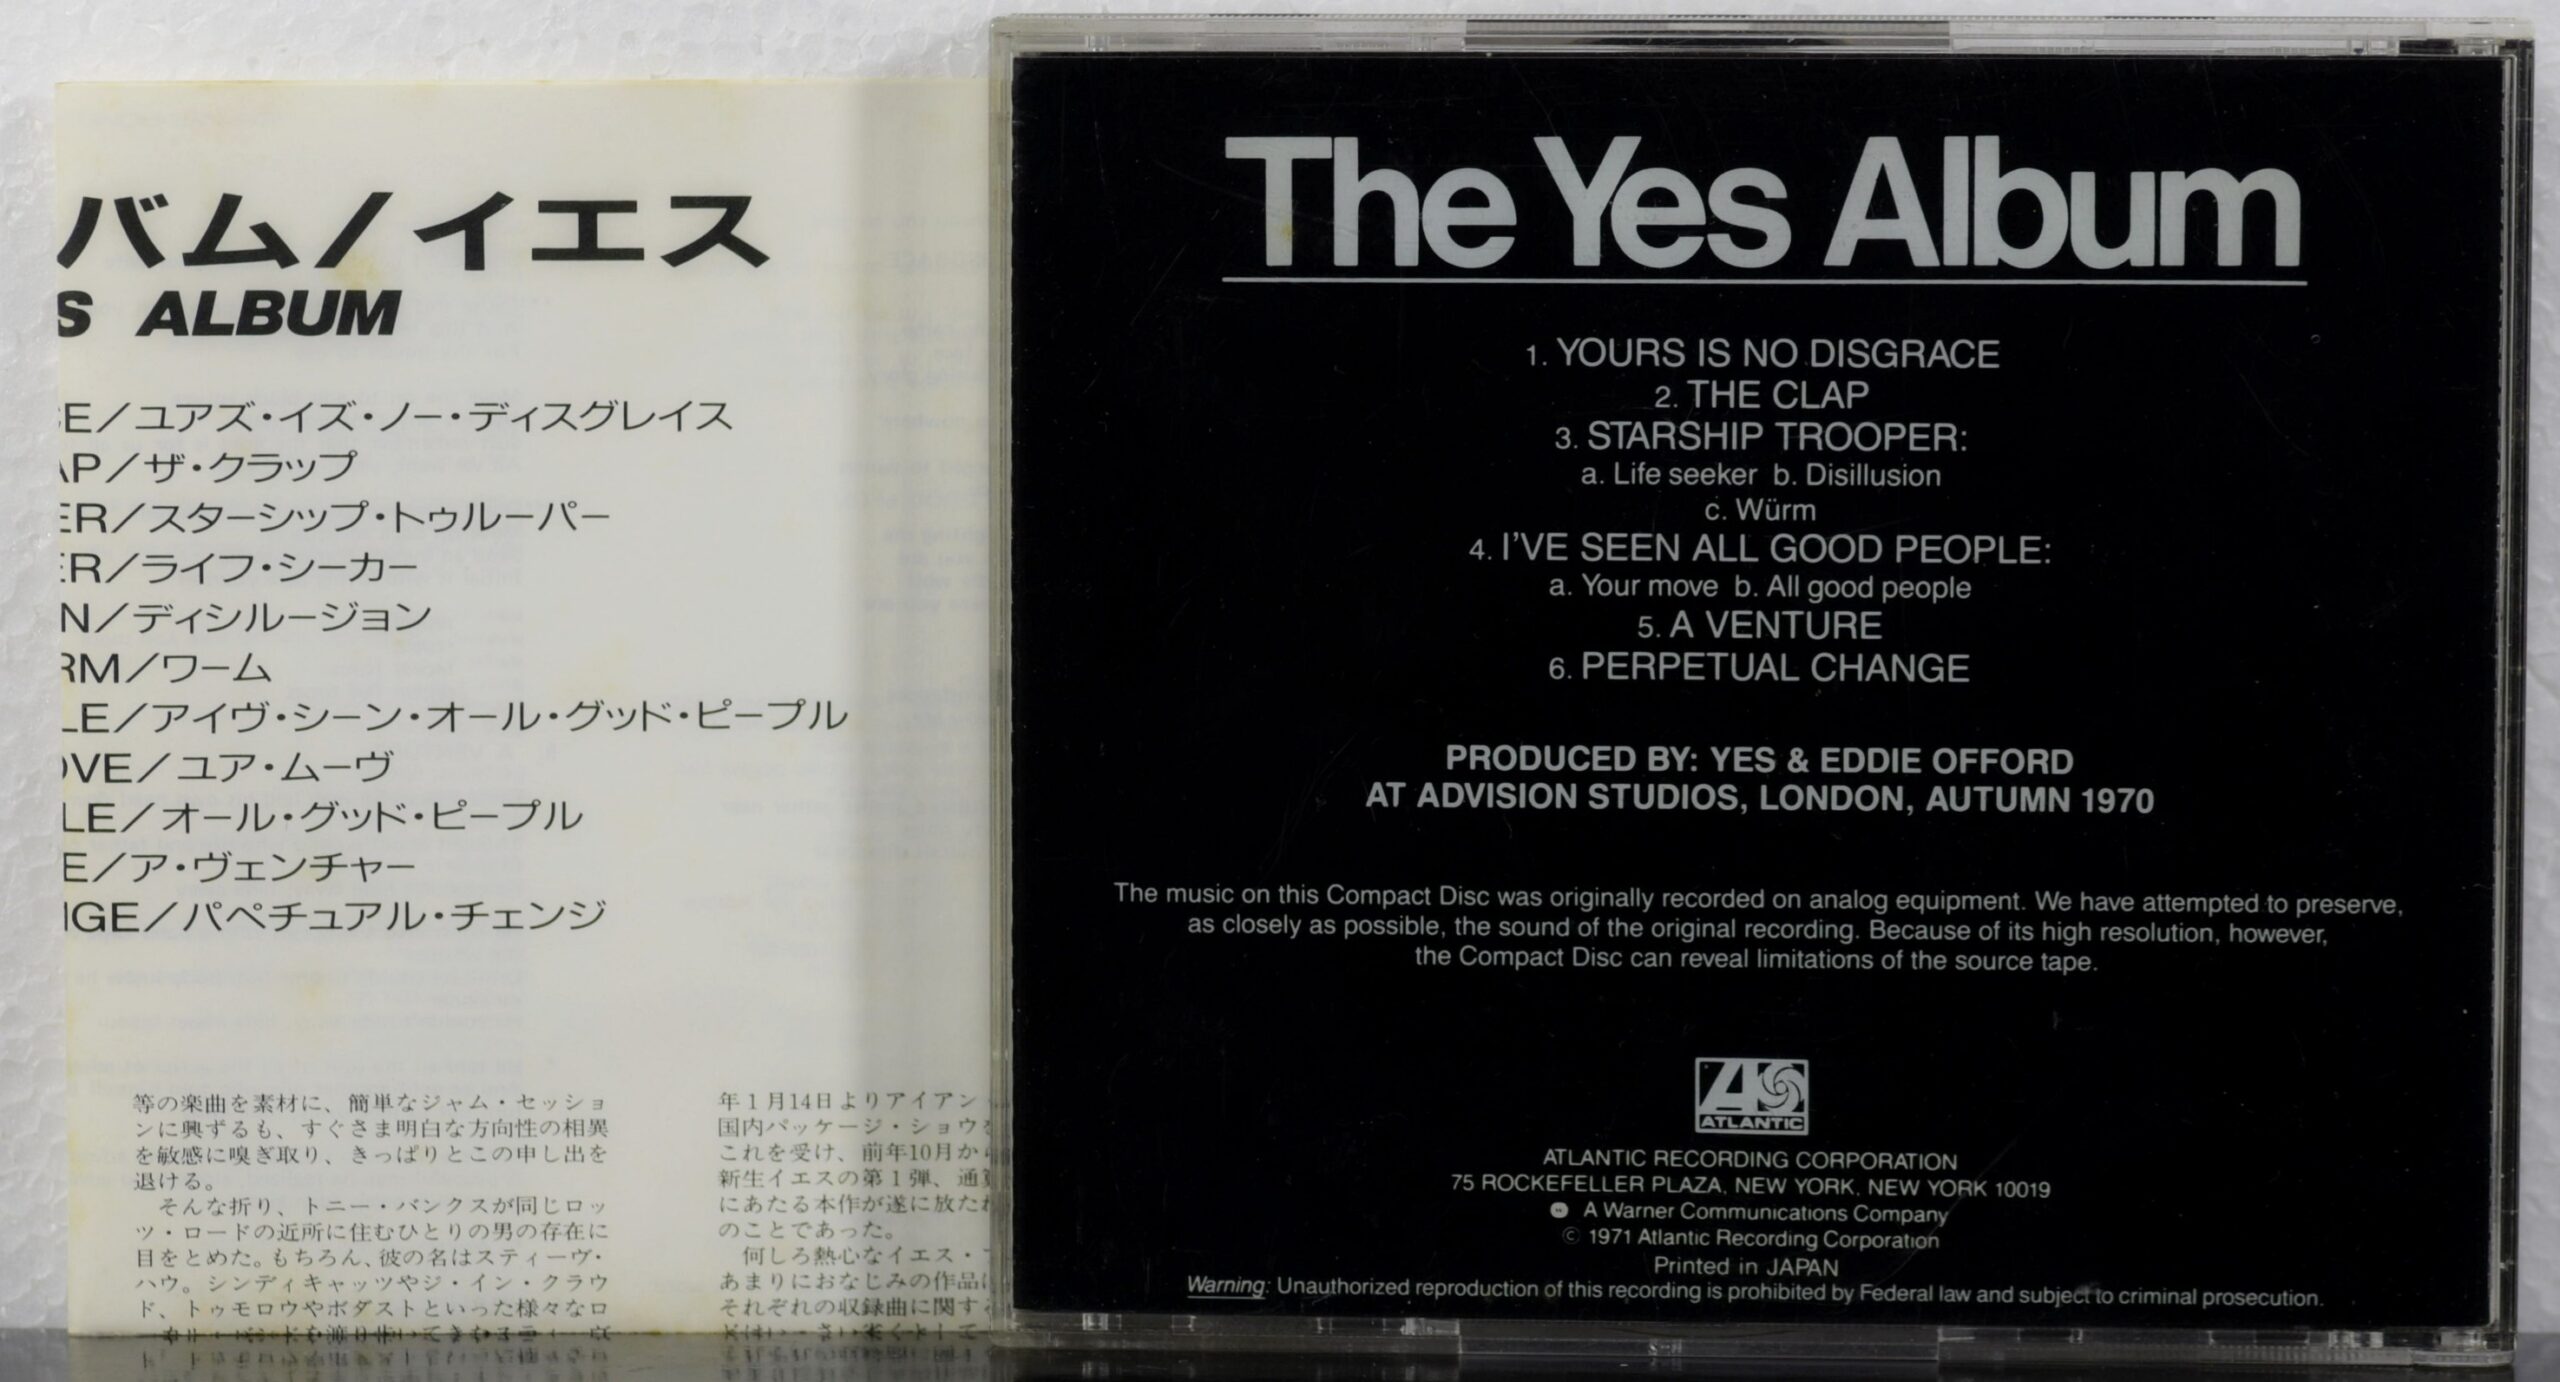 バム/イエス
S ALBUM
E/ユアズ・イズ・ノー・ディスグレイス
AP/ザ・クラップ
ER/スターシップ・トゥルーパー
ER/ライフ・シーカー
N/ディシルージョン
RM/ワーム
LE/アイヴ・シーン・オール・グッド・ピープル
OVE/ユア・ムーヴ
LE/オール・グッド・ピープル
E/ア・ヴェンチャー
NGE/パペチュアル・チェンジ
等の楽曲を素材に、簡単なジャム・セッショ
ンに興ずるも、すぐさま明白な方向性の相異
を敏感に嗅ぎ取り、きっぱりとこの申し出を
退ける。
そんな折り、トニー・バンクスが同じロッ
ツ・ロードの近所に住むひとりの男の存在に
目をとめた。もちろん、彼の名はスティーヴ・
ハウ。シンディキャッツやジ・イン・クラウ
ド、トゥモロウやボダストといった様々なロ
年1月14日よりアイアン
国内パッケージ・ショウ
これを受け、前年10月か
新生イエスの第1弾、通
にあたる本作が遂に放た
のことであった。
何しろ熱心なイエス・
あまりにおなじみの作品
それぞれの収録曲に関す
The Yes Album
1. YOURS IS NO DISGRACE
2. THE CLAP
3. STARSHIP TROOPER:
a. Life seeker b. Disillusion
c. Würm
4. I'VE SEEN ALL GOOD PEOPLE:
a. Your move b. All good people
5. A VENTURE
6. PERPETUAL CHANGE
PRODUCED BY: YES & EDDIE OFFORD
AT ADVISION STUDIOS, LONDON, AUTUMN 1970
The music on this Compact Disc was originally recorded on analog equipment. We have attempted to preserve,
as closely as possible, the sound of the original recording. Because of its high resolution, however,
the Compact Disc can reveal limitations of the source tape.
ATLANTIC
ATLANTIC RECORDING CORPORATION
75 ROCKEFELLER PLAZA, NEW YORK, NEW YORK 10019
A Warner Communications Company
© 1971 Atlantic Recording Corporation
Printed in JAPAN
Warning: Unauthorized reproduction of this recording is prohibited by Federal law and subject to criminal prosecution.